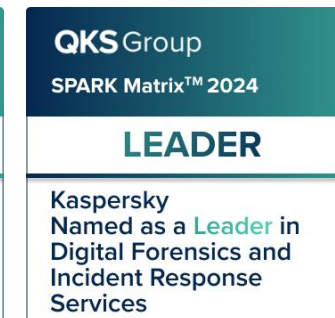 QKS Group
SPARK Matrix™ 2024
LEADER
Kaspersky
Named as a Leader in
Digital Forensics and
Incident Response
Services